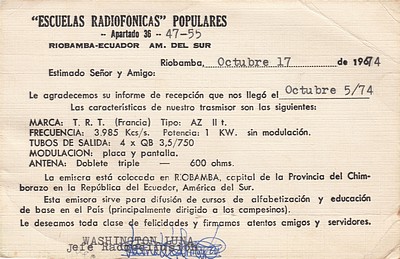 "ESCUELAS RADIOFONICAS" POPULARES
-- Apartado 36 -- 47-55
RIOBAMBA-ECUADOR AM. DEL SUR
Riobamba, Octubre 17 de 19674
Estimado Señor y Amigo:
Le agradecemos su informe de recepción que nos llegó el Octubre 5/74
Las características de nuestro trasmisor son las siguientes:
MARCA: T. R. T. (Francia) Tipo: AZ II t.
FRECUENCIA: 3.985 Kcs/s. Potencia: 1 KW. sin modulación.
TUBOS DE SALIDA: 4 x QB 3,5/750
MODULACION: placa y pantalla.
ANTENA: Doblete triple — 600 ohms.
La emisora está colocada en RIOBAMBA, capital de la Provincia del Chim-
borazo en la República del Ecuador, América del Sur.
Esta emisora sirve para difusión de cursos de alfabetización y educación
de base en el País (principalmente dirigido a los campesinos).
Le deseamos toda clase de felicidades y firmamos atentos amigos y servidores.
WASHINGTON LUNA
Jefe